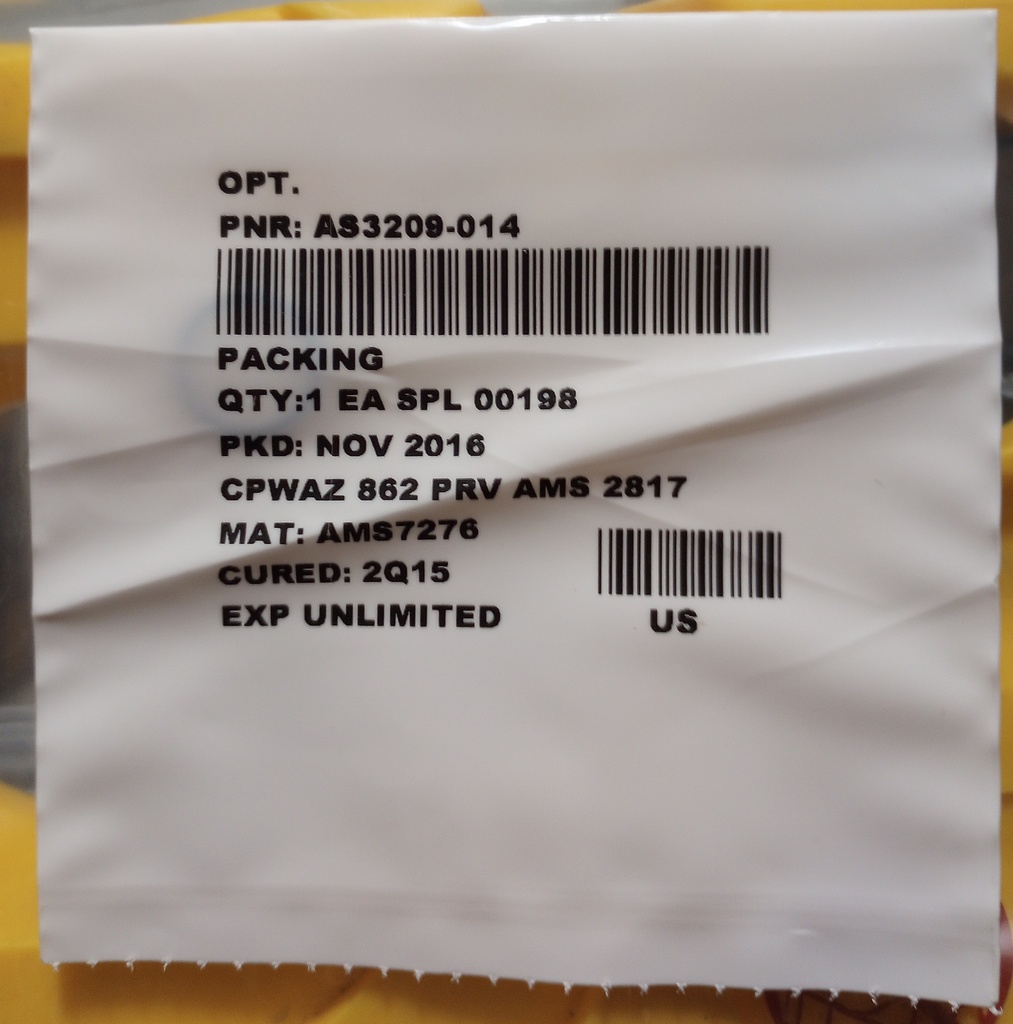 OPT.
PNR: AS3209-014
PACKING
QTY:1 EA SPL 00198
PKD: NOV 2016
CPWAZ 862 PRV AMS 2817
MAT: AMS7276
CURED: 2Q15
EXP UNLIMITED
US